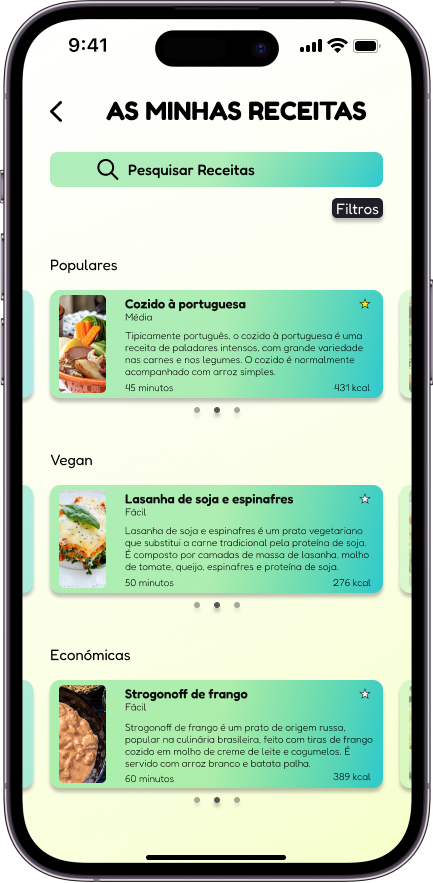 9:41
AS MINHAS RECEITAS
Pesquisar Receitas
Filtros
Populares
Cozido à portuguesa
Média
Tipicamente português, o cozido à portuguesa é uma
receita de paladares intensos, com grande variedade
nas carnes e nos legumes. O cozido é normalmente
acompanhado com arroz simples.
45 minutos 431 kcal
Vegan
Lasanha de soja e espinafres
Fácil
Lasanha de soja e espinafres é um prato vegetariano
que substitui a carne tradicional pela proteína de soja.
É composto por camadas de massa de lasanha, molho
de tomate, queijo, espinafres e proteína de soja.
50 minutos 276 kcal
Económicas
Strogonoff de frango
Fácil
Strogonoff de frango é um prato de origem russa,
popular na culinária brasileira, feito com tiras de frango
cozido em molho de creme de leite e cogumelos. É
servido com arroz branco e batata palha.
60 minutos 389 kcal